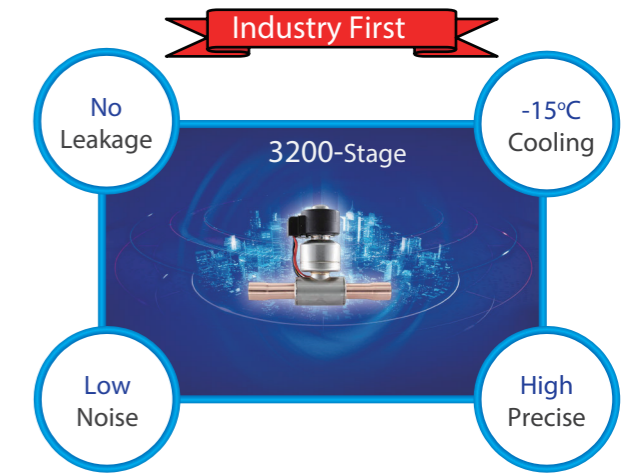 Industry First
No
Leakage
-15°C
Cooling
3200-Stage
Low
Noise
High
Precise